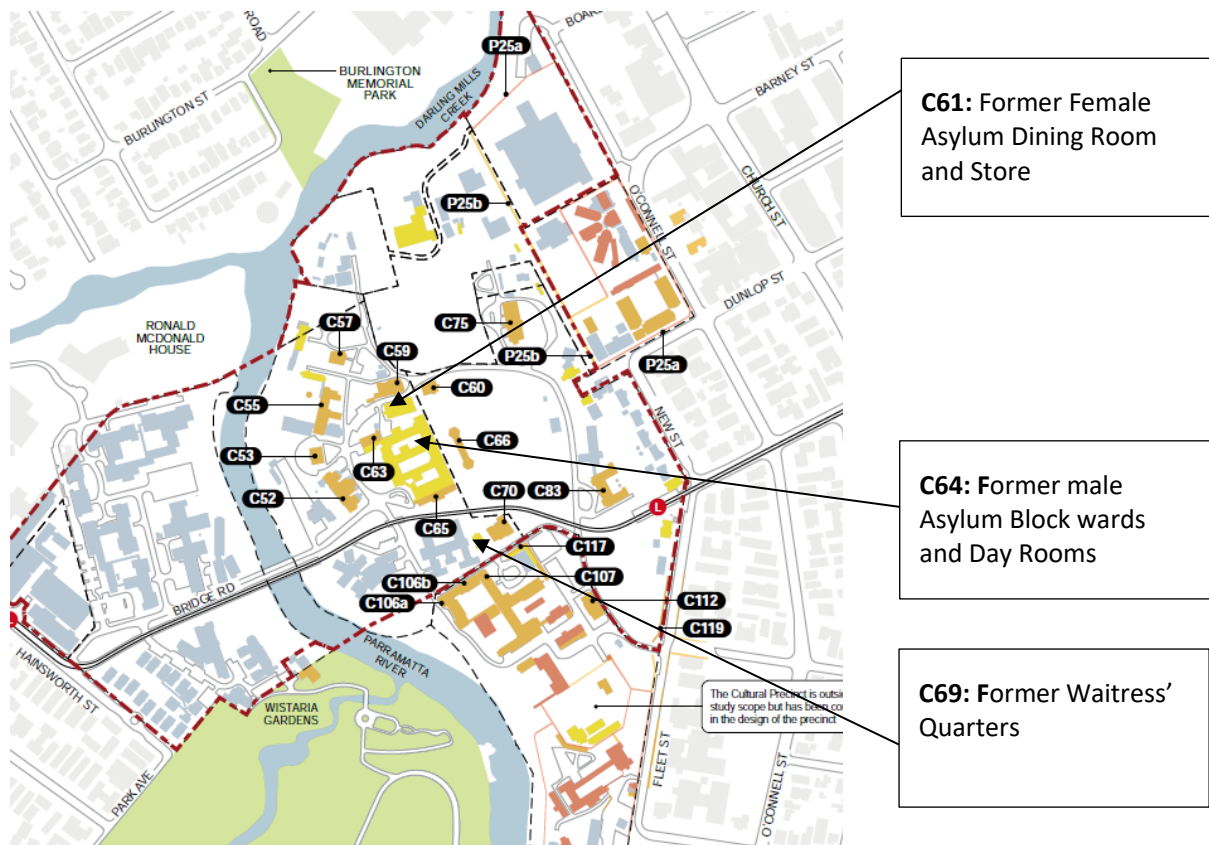 ROAD
BOAR
P25a
BURLINGTON
MEMORIAL
PARK
BURLINGTON ST
DARLING MILLS
CREEK
BARNEY ST
CHURCH ST
P25b
O'CONNELL ST
DUNLOP ST
RONALD
MCDONALD
HOUSE
C57
C75
C59
P25b
P25a
C60
C55
NEW ST
C66
C53
C63
C52
C70
C83
C65
L
C117
BRIDGE RD
C106b
C107
C106a
C112
C119
HAINSWORTH ST
PARRAMATTA
RIVER
WISTARIA
GARDENS
The Cultural Precinct is outsi
study scope but has been co
in the design of the precinct
FLEET ST
PARK AVE
O'CONNELL ST
C61: Former Female
Asylum Dining Room
and Store
C64: Former male
Asylum Block wards
and Day Rooms
C69: Former Waitress’
Quarters